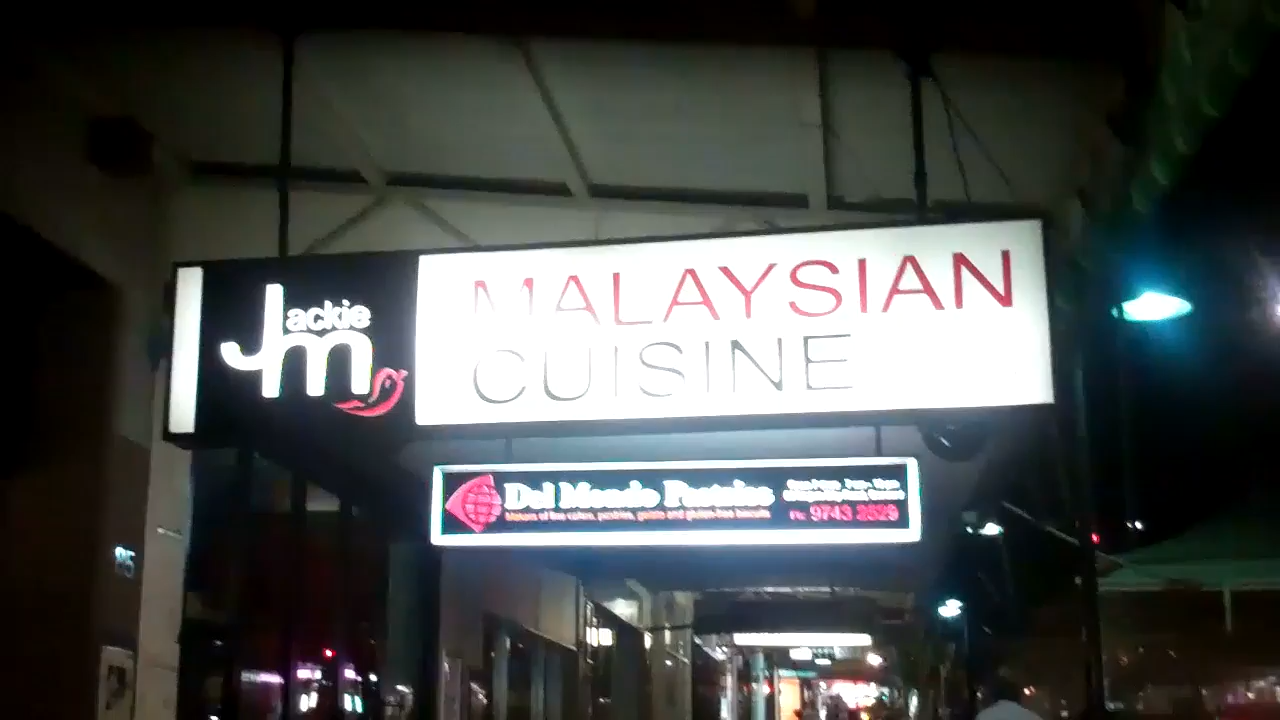 Jackie
m
MALAYSIAN
CUISINE
Del Mondo Pastries
Ph: 9743 2829